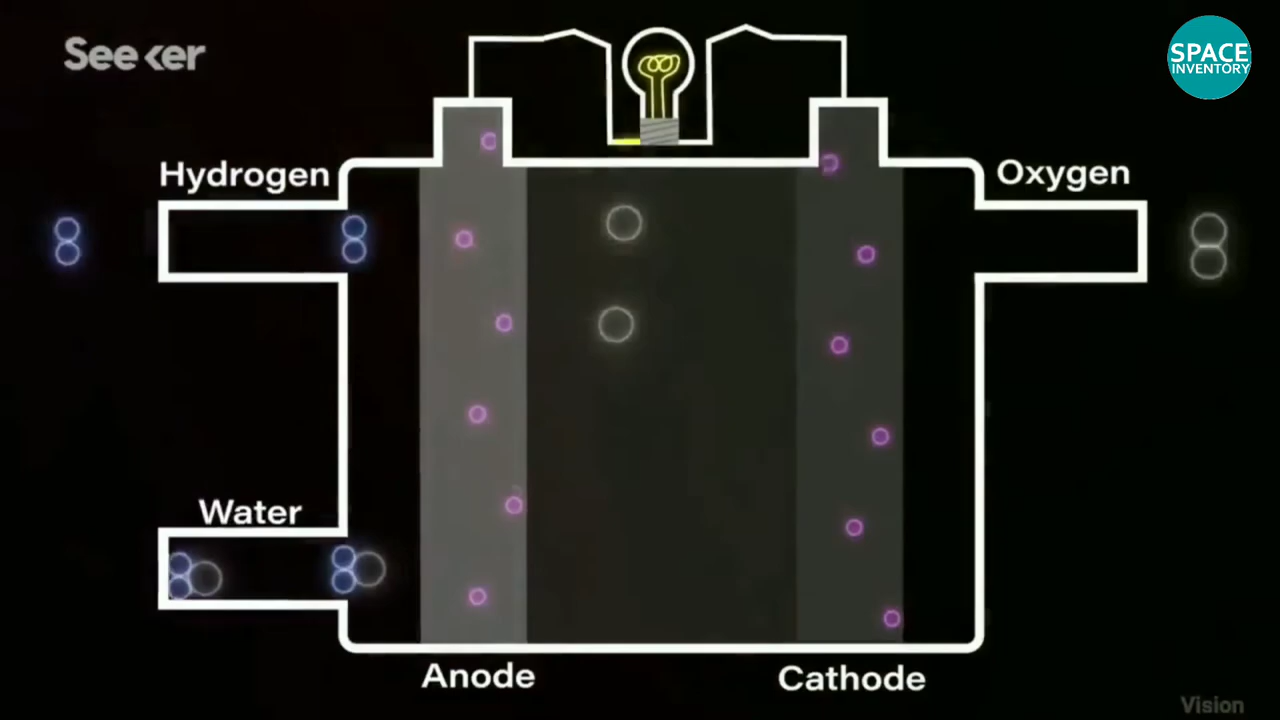 Seeker
SPACE
INVENTORY
Hydrogen
Oxygen
Water
Anode
Cathode
Vision